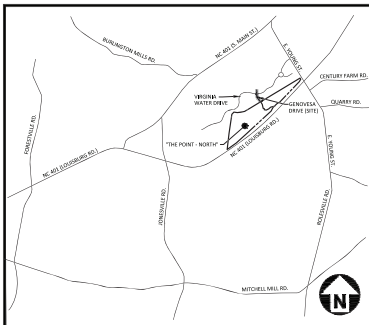 BURLINGTON MILLS RD.
NC 401 (S. MAIN ST.)
E. YOUNG ST.
CENTURY FARM RD.
VIRGINIA
WATER DRIVE
GENOVESA
DRIVE (SITE)
QUARRY RD.
FORESTVILLE RD.
"THE POINT - NORTH"
NC 401 (LOUISBURG RD.)
E. YOUNG ST.
NC 401 (LOUISBURG RD.)
JONESVILLE RD.
ROLESVILLE RD.
MITCHELL MILL RD.
N